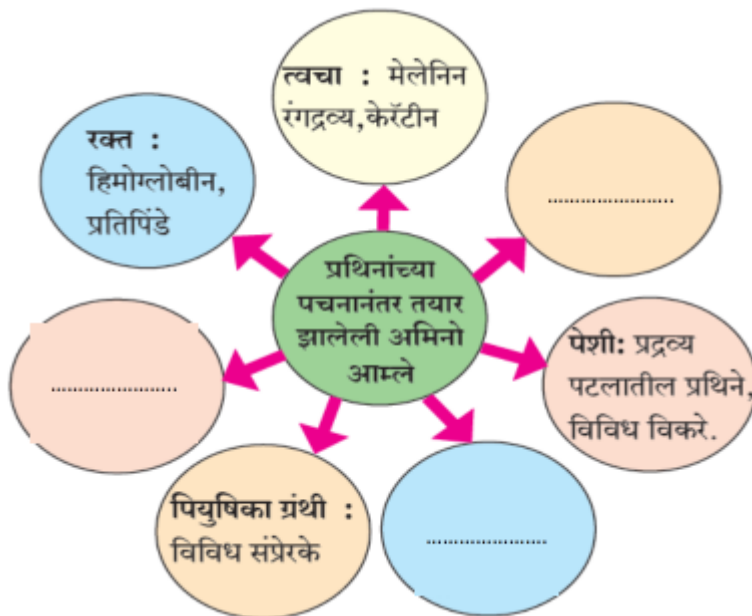 त्वचा : मेलेनिन
रंगद्रव्य,केरॅटीन
रक्त :
हिमोग्लोबीन,
प्रतिपिंडे
.......................
प्रथिनांच्या
पचनानंतर तयार
झालेली अमिनो
आम्ले
पेशी: प्रद्रव्य
पटलातील प्रथिने,
विविध विकरे.
.......................
पियुषिका ग्रंथी :
विविध संप्रेरके
......................